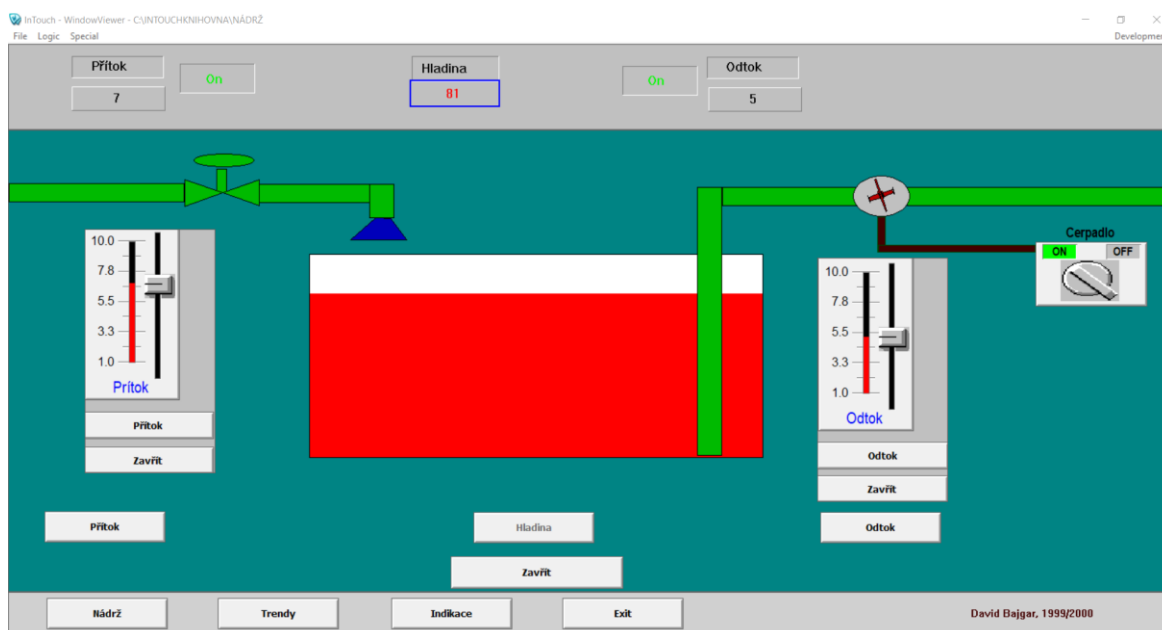 InTouch - WindowViewer - C:\INTOUCHKNIHOVNA\NÁDRŽ
File Logic Special
Developmen
Přítok
On
7
Hladina
81
On
Odtok
5
10.0
7.8
5.5
3.3
1.0
Prítok
Přítok
Zavřít
Přítok
Hladina
Zavřít
10.0
7.8
5.5
3.3
1.0
Odtok
Odtok
Zavřít
Odtok
Cerpadlo
ON OFF
Nádrž
Trendy
Indikace
Exit
David Bajgar, 1999/2000